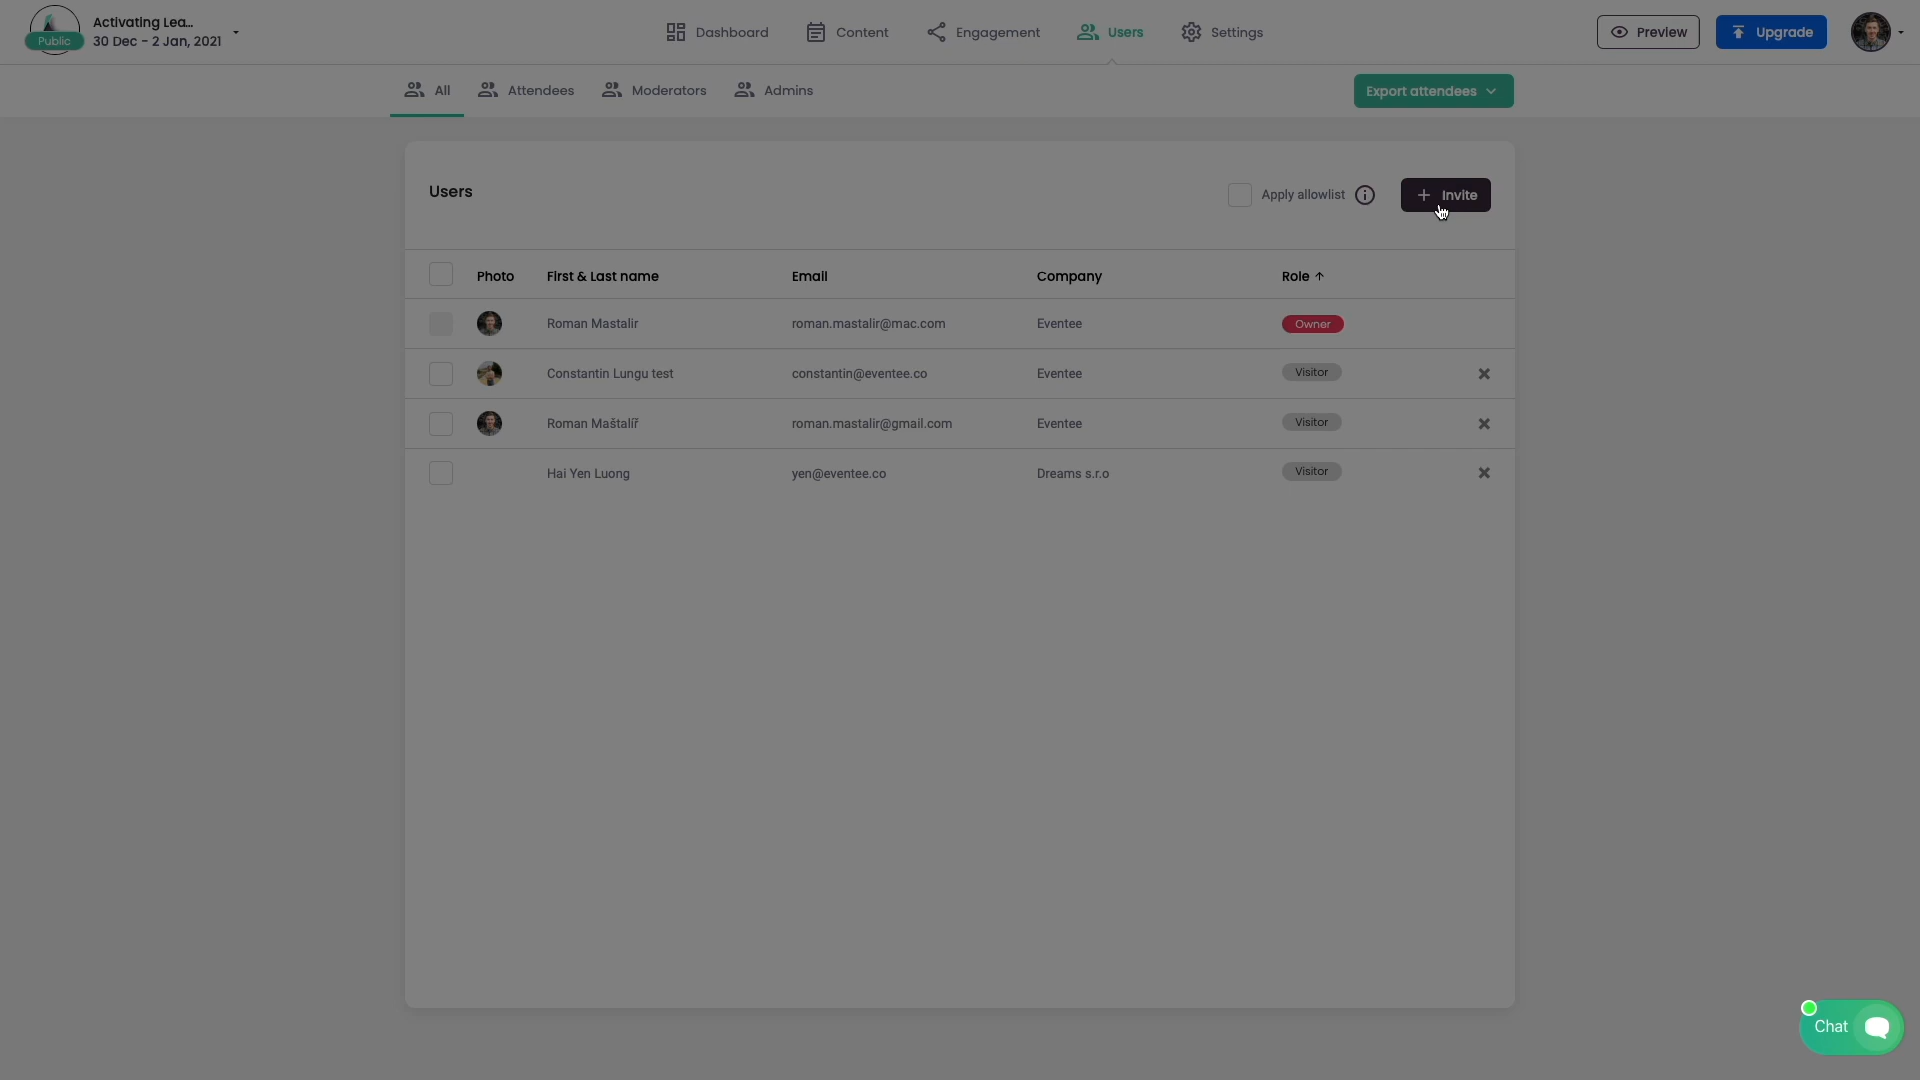 Activating Lea...
Public
30 Dec - 2 Jan, 2021
Dashboard
Content
Engagement
Users
Settings
Preview
Upgrade
All
Attendees
Moderators
Admins
Export attendees
Users
Apply allowlist
Invite
Photo
First & Last name
Email
Company
Role ↑
Roman Mastalir
roman.mastalir@mac.com
Eventee
Owner
Constantin Lungu test
constantin@eventee.co
Eventee
Visitor
Roman Maštalíř
roman.mastalir@gmail.com
Eventee
Visitor
Hai Yen Luong
yen@eventee.co
Dreams s.r.o
Visitor
Chat